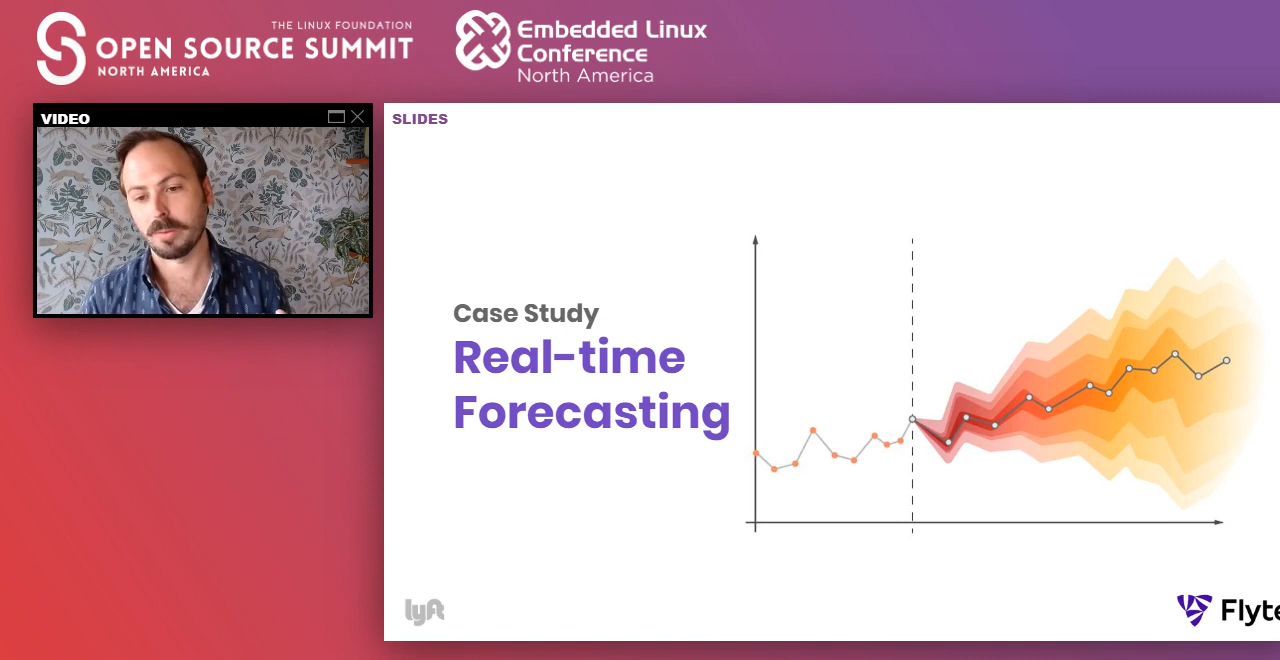 THE LINUX FOUNDATION
OPEN SOURCE SUMMIT
NORTH AMERICA
Embedded Linux
Conference
North America
VIDEO
SLIDES
Case Study
Real-time
Forecasting
lyft
Flyte